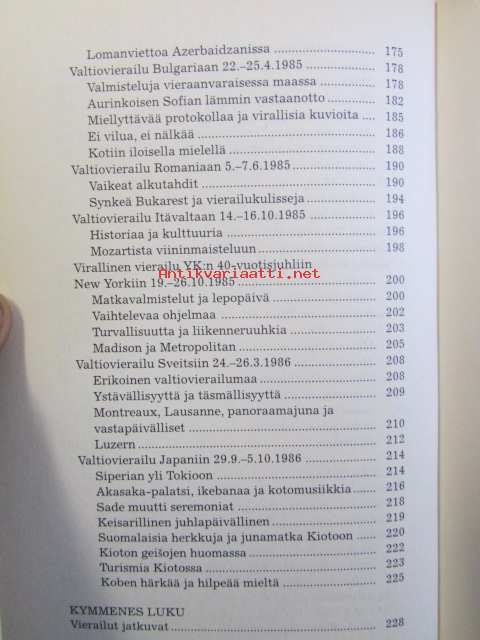 Lomanviettoa Azerbaidzanissa ................ 175
Valtiovierailu Bulgariaan 22.–25.4.1985 ............ 178
Valmisteluja vieraanvaraisessa maassa ............ 178
Aurinkoisen Sofian lämmin vastaanotto ........... 182
Miellyttävää protokollaa ja virallisia kuvioita .... 185
Ei vilua, ei nälkää ................ 186
Kotiin iloisella mielellä ................ 188
Valtiovierailu Romaniaan 5.–7.6.1985 ................ 190
Vaikeat alkutahdit ................ 190
Synkeä Bukarest ja vierailukulisseja ............... 194
Valtiovierailu Itävaltaan 14.–16.10.1985 ............. 196
Historiaa ja kulttuuria ................ 196
Mozartista viininmaisteluun ................ 198
Virallinen vierailu YK:n 40-vuotisjuhliin
Antikvariaatti.net
New Yorkiin 19.–26.10.1985 ................ 200
Matkavalmistelut ja lepopäivä ................ 200
Vaihtelevaa ohjelmaa ................ 202
Turvallisuutta ja liikenneruuhkia ................ 203
Madison ja Metropolitan ................ 205
Valtiovierailu Sveitsiin 24.–26.3.1986 ................ 208
Erikoinen valtiovierailumaa ................ 208
Ystävällisyyttä ja täsmällisyyttä ................ 209
Montreaux, Lausanne, panoraamajuna ja
vastapäivälliset ................ 210
Luzern ................ 212
Valtiovierailu Japaniin 29.9.–5.10.1986 ............. 214
Siperian yli Tokioon ................ 214
Akasaka-palatsi, ikebanaa ja kotomusiikkia ....... 216
Sade muutti seremoniat ................ 218
Keisarillinen juhlapäivällinen ................ 219
Suomalaisia herkkuja ja junamatka Kiotoon ...... 220
Kioton geišojen huomassa ................ 222
Turismia Kiotossa ................ 223
Koben härkää ja hilpeää mieltä ................ 225
KYMMENES LUKU
Vierailut jatkuvat ................ 228